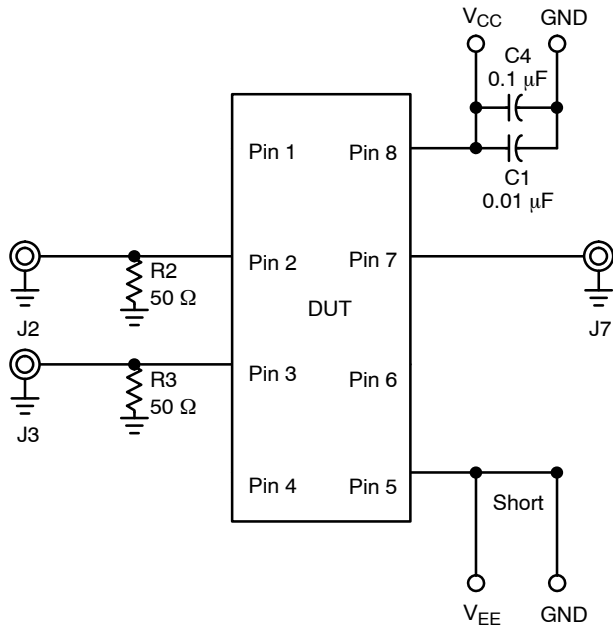 V_CC GND
C4
0.1 μF
Pin 1 Pin 8
C1
0.01 μF
Pin 2 Pin 7
R2
50 Ω
DUT
J2
J7
Pin 3 Pin 6
R3
50 Ω
J3
Pin 4 Pin 5
Short
V_EE GND